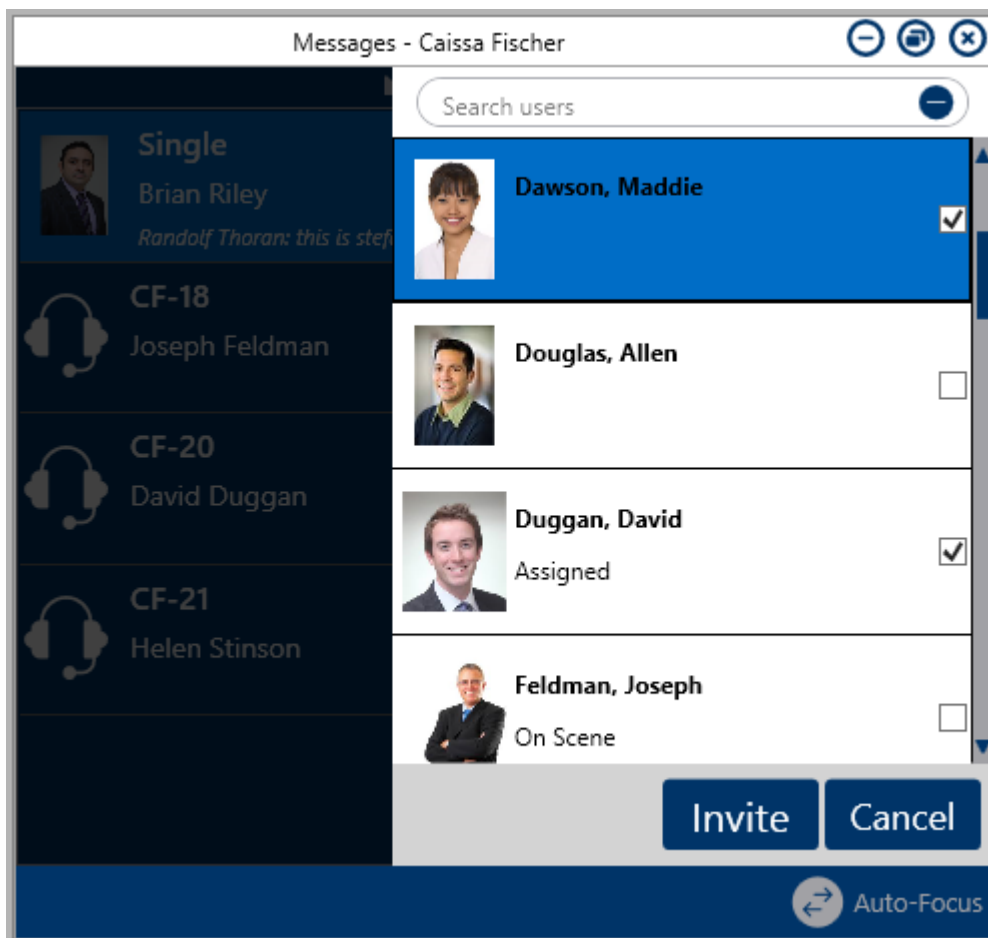 Messages - Caissa Fischer
Search users
Single
Brian Riley
Randolf Thoran: this is
CF-18
Joseph Feldman
CF-20
David Duggan
CF-21
Helen Stinson
Dawson, Maddie
Douglas, Allen
Duggan, David
Assigned
Feldman, Joseph
On Scene
Invite
Cancel
Auto-Focus